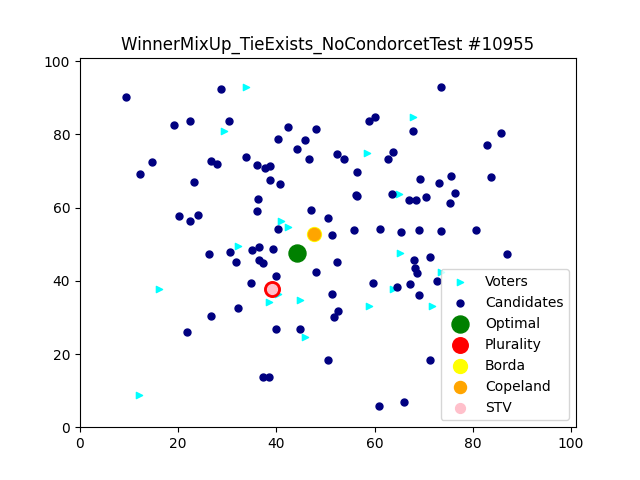 WinnerMixUp_TieExists_NoCondorcetTest #10955
100
80
60
40
20
0
0 20 40 60 80 100
Voters
Candidates
Optimal
Plurality
Borda
Copeland
STV